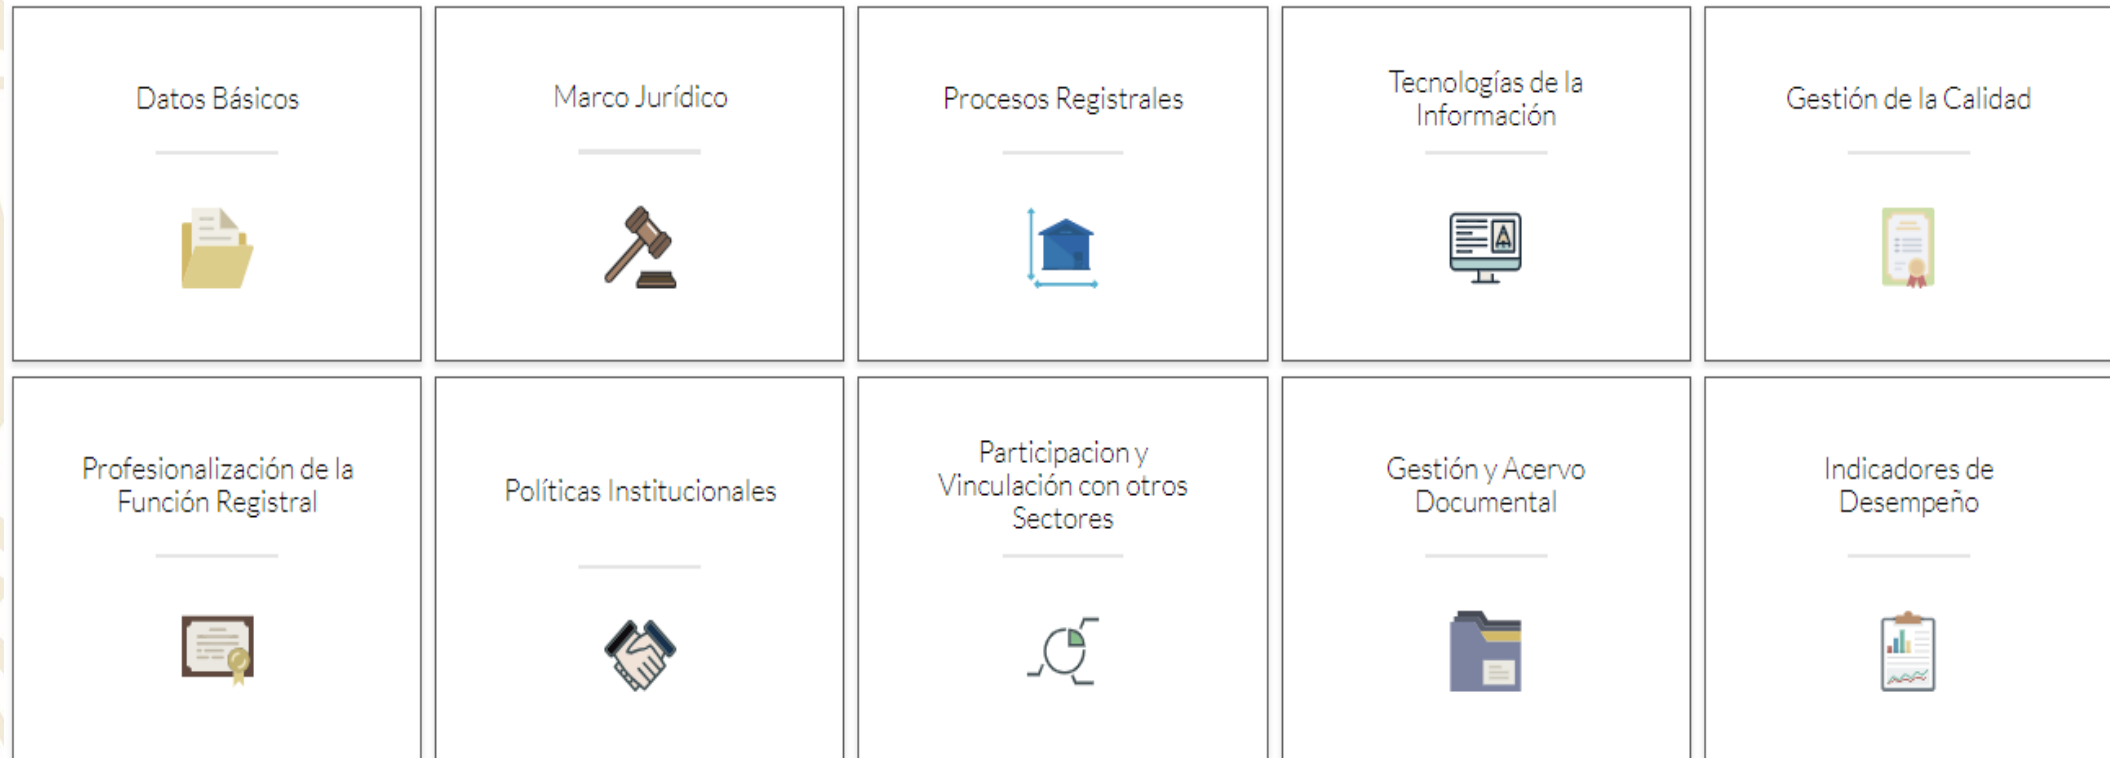 Datos Básicos
Marco Jurídico
Procesos Registrales
Tecnologías de la
Información
Gestión de la Calidad
Profesionalización de la
Función Registral
Políticas Institucionales
Participacion y
Vinculación con otros
Sectores
Gestión y Acervo
Documental
Indicadores de
Desempeño